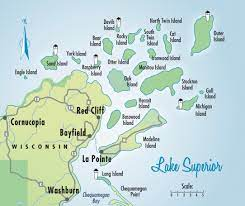 Devils
Island
North Twin Island
Rocky
Island
South
Twin
Island
Outer
Island
Bear
Island
Cat
Island
York Island
Raspberry
Island
Sand
Island
Eagle Island
Otter
Island
Ironwood
Island
Manitou
Island
Oak
Island
Stockton
Island
Gull
Island
Hermit
Island
Michigan
Island
Red Cliff
Basswood
Island
Cornucopia
Bayfield
Madeline
Island
WISCONSIN
La Pointe
Lake Superior
Long Island
Scale:
Washburn
Chequamegon
Point
Chequamegon
Bay